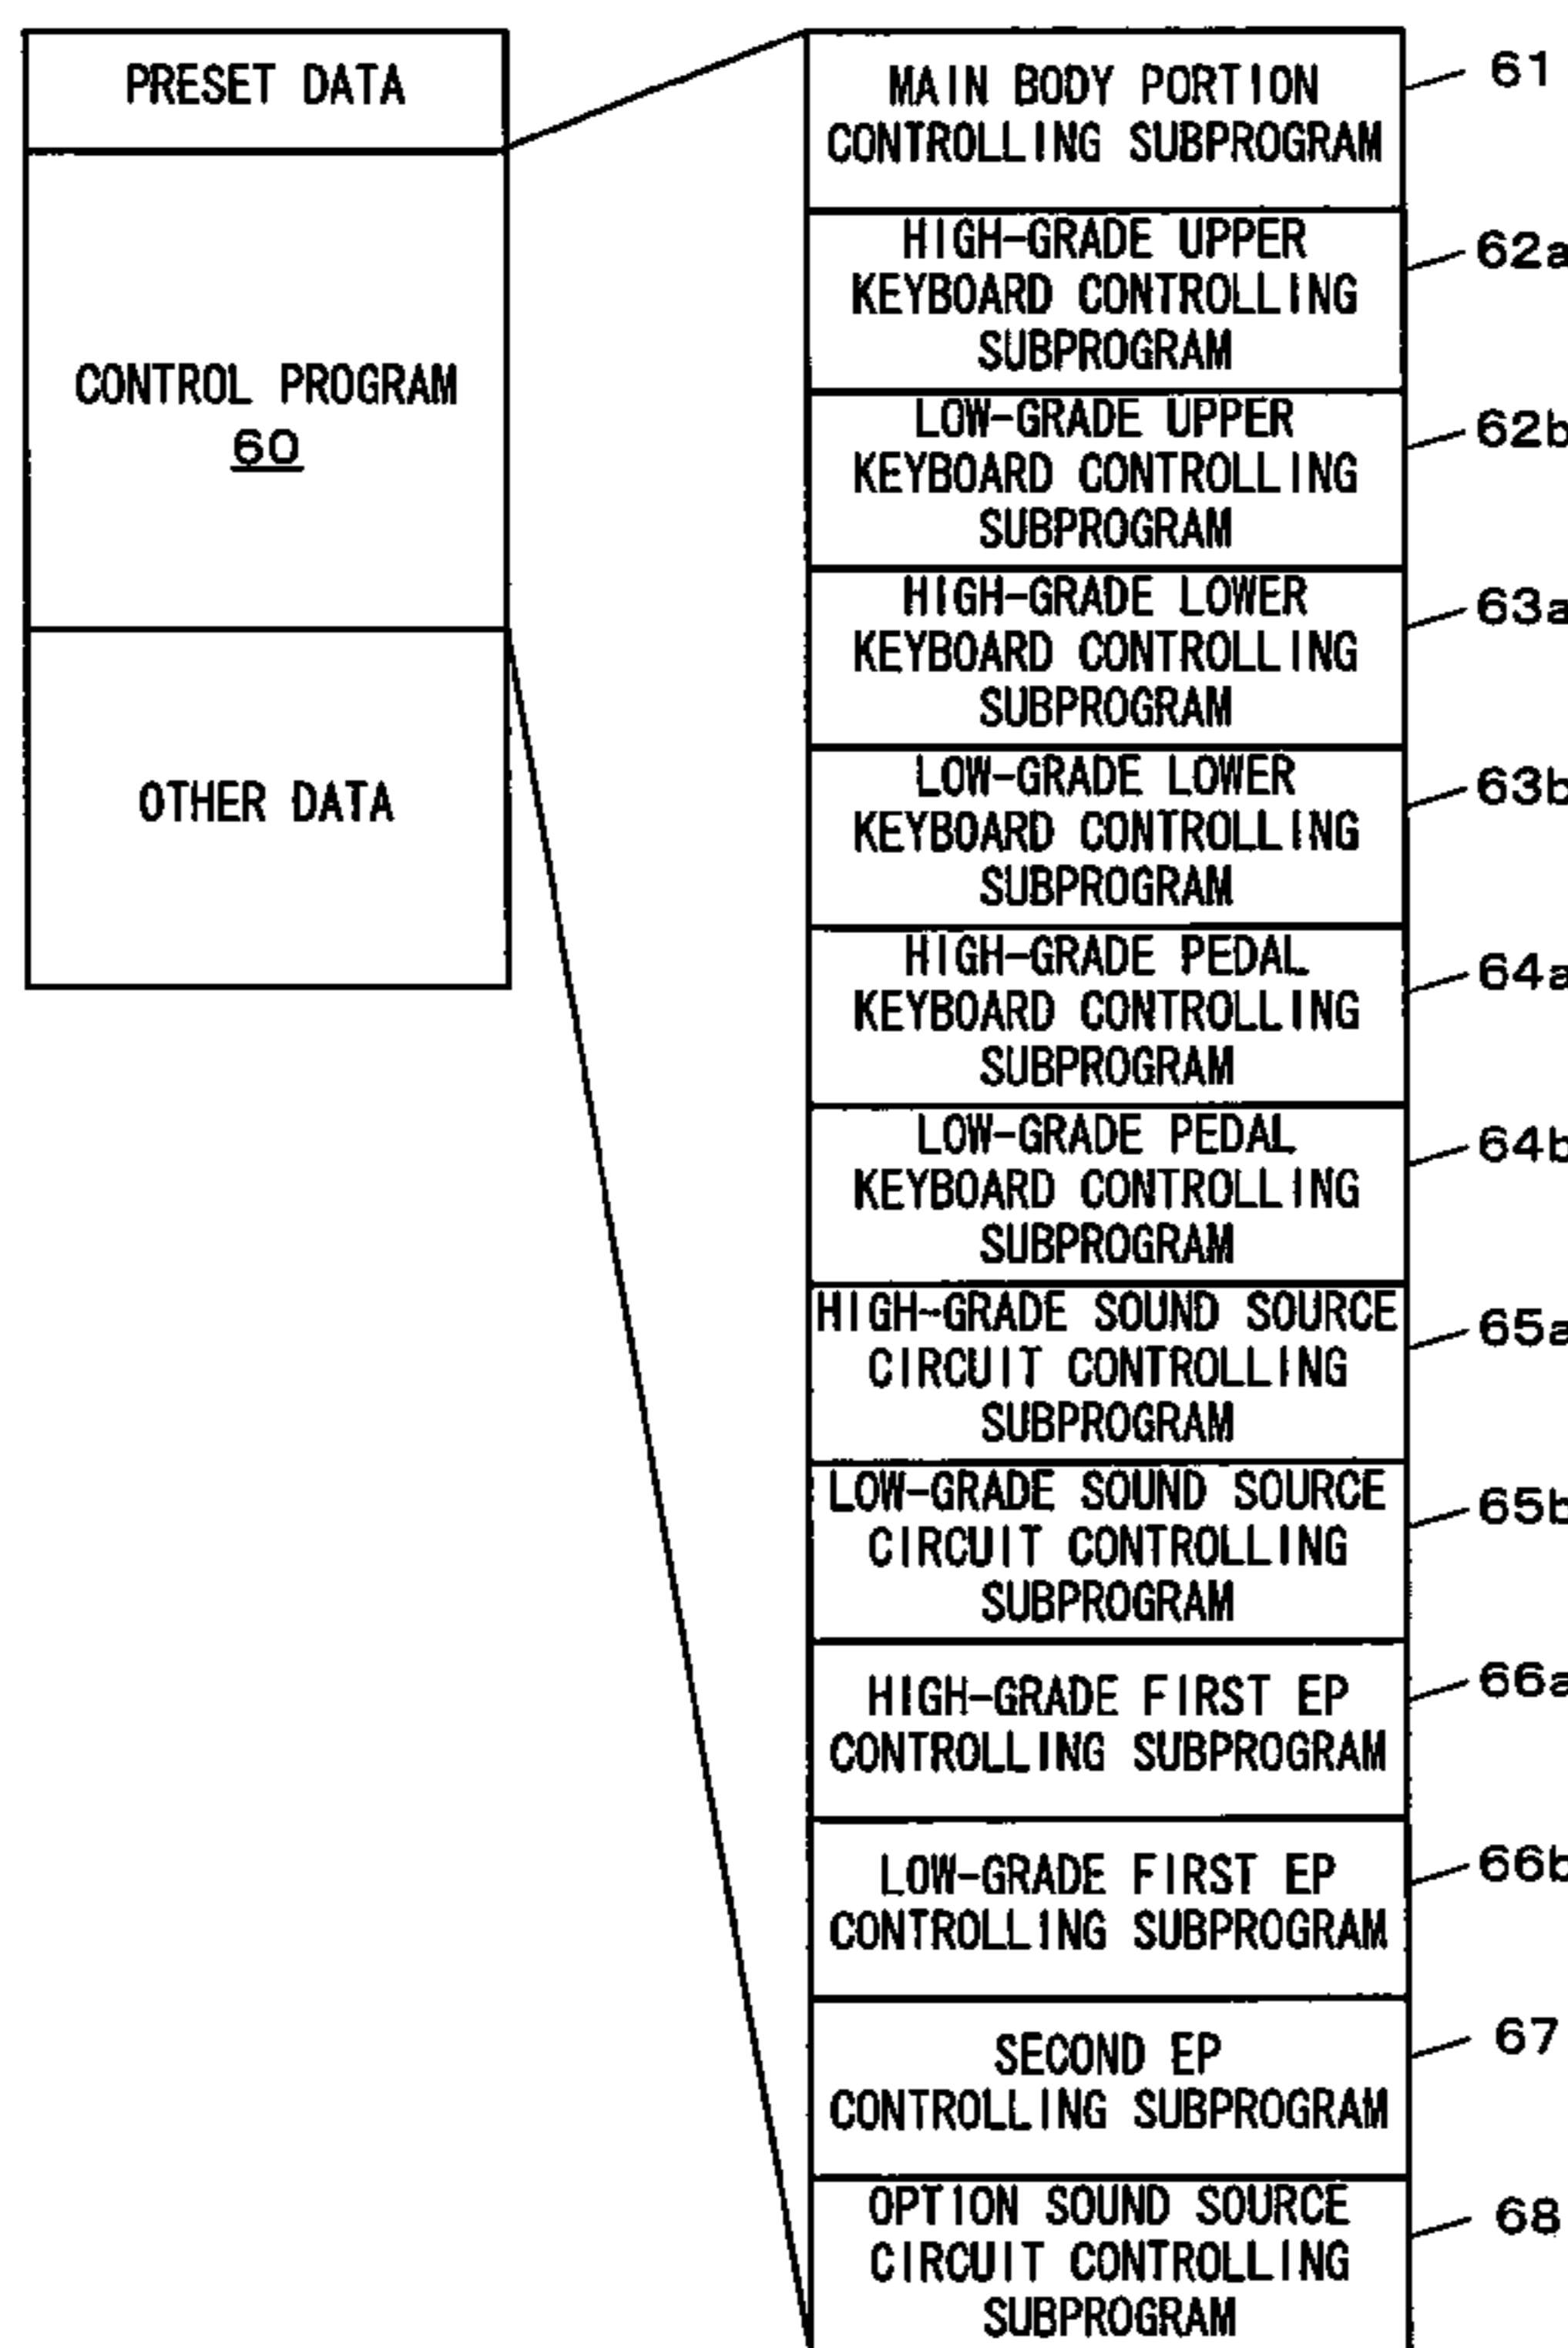 PRESET DATA
CONTROL PROGRAM
60
OTHER DATA
MAIN BODY PORTION
CONTROLLING SUBPROGRAM
61
HIGH-GRADE UPPER
KEYBOARD CONTROLLING
SUBPROGRAM
62a
LOW-GRADE UPPER
KEYBOARD CONTROLLING
SUBPROGRAM
62b
HIGH-GRADE LOWER
KEYBOARD CONTROLLING
SUBPROGRAM
63a
LOW-GRADE LOWER
KEYBOARD CONTROLLING
SUBPROGRAM
63b
HIGH-GRADE PEDAL
KEYBOARD CONTROLLING
SUBPROGRAM
64a
LOW-GRADE PEDAL
KEYBOARD CONTROLLING
SUBPROGRAM
64b
HIGH-GRADE SOUND SOURCE
CIRCUIT CONTROLLING
SUBPROGRAM
65a
LOW-GRADE SOUND SOURCE
CIRCUIT CONTROLLING
SUBPROGRAM
65b
HIGH-GRADE FIRST EP
CONTROLLING SUBPROGRAM
66a
LOW-GRADE FIRST EP
CONTROLLING SUBPROGRAM
66b
SECOND EP
CONTROLLING SUBPROGRAM
67
OPTION SOUND SOURCE
CIRCUIT CONTROLLING
SUBPROGRAM
68